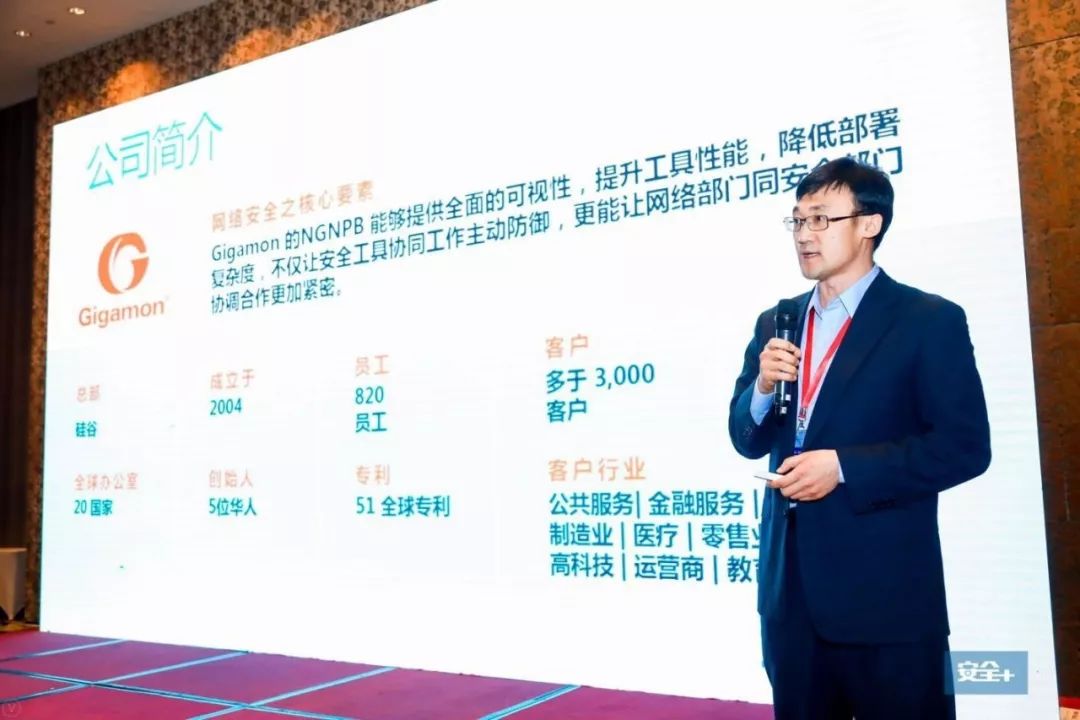 公司简介
网络安全之核心要素
Gigamon 的NGNPB 能够提供全面的可视性，提升工具性能，降低部署
复杂度，不仅让安全工具协同工作主动防御，更能让网络部门同安全部门
协调合作更加紧密。
Gigamon
总部
硅谷
成立于
2004
员工
820
员工
客户
多于 3,000
客户
全球办公室
20 国家
创始人
5位华人
专利
51 全球专利
客户行业
公共服务| 金融服务 |
制造业 | 医疗 | 零售
高科技 | 运营商 | 教
安全+